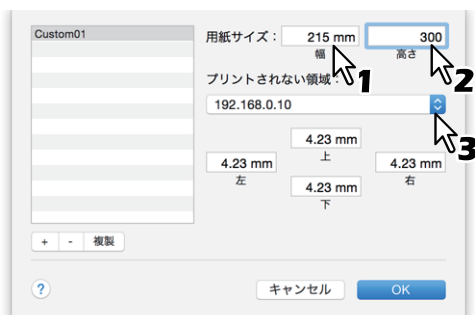 Custom01
用紙サイズ： 215 mm 300
幅 高さ
1 2
プリントされない領域：
192.168.0.10
3
4.23 mm
上
4.23 mm 4.23 mm
左 右
4.23 mm
下
+ - 複製
? キャンセル OK